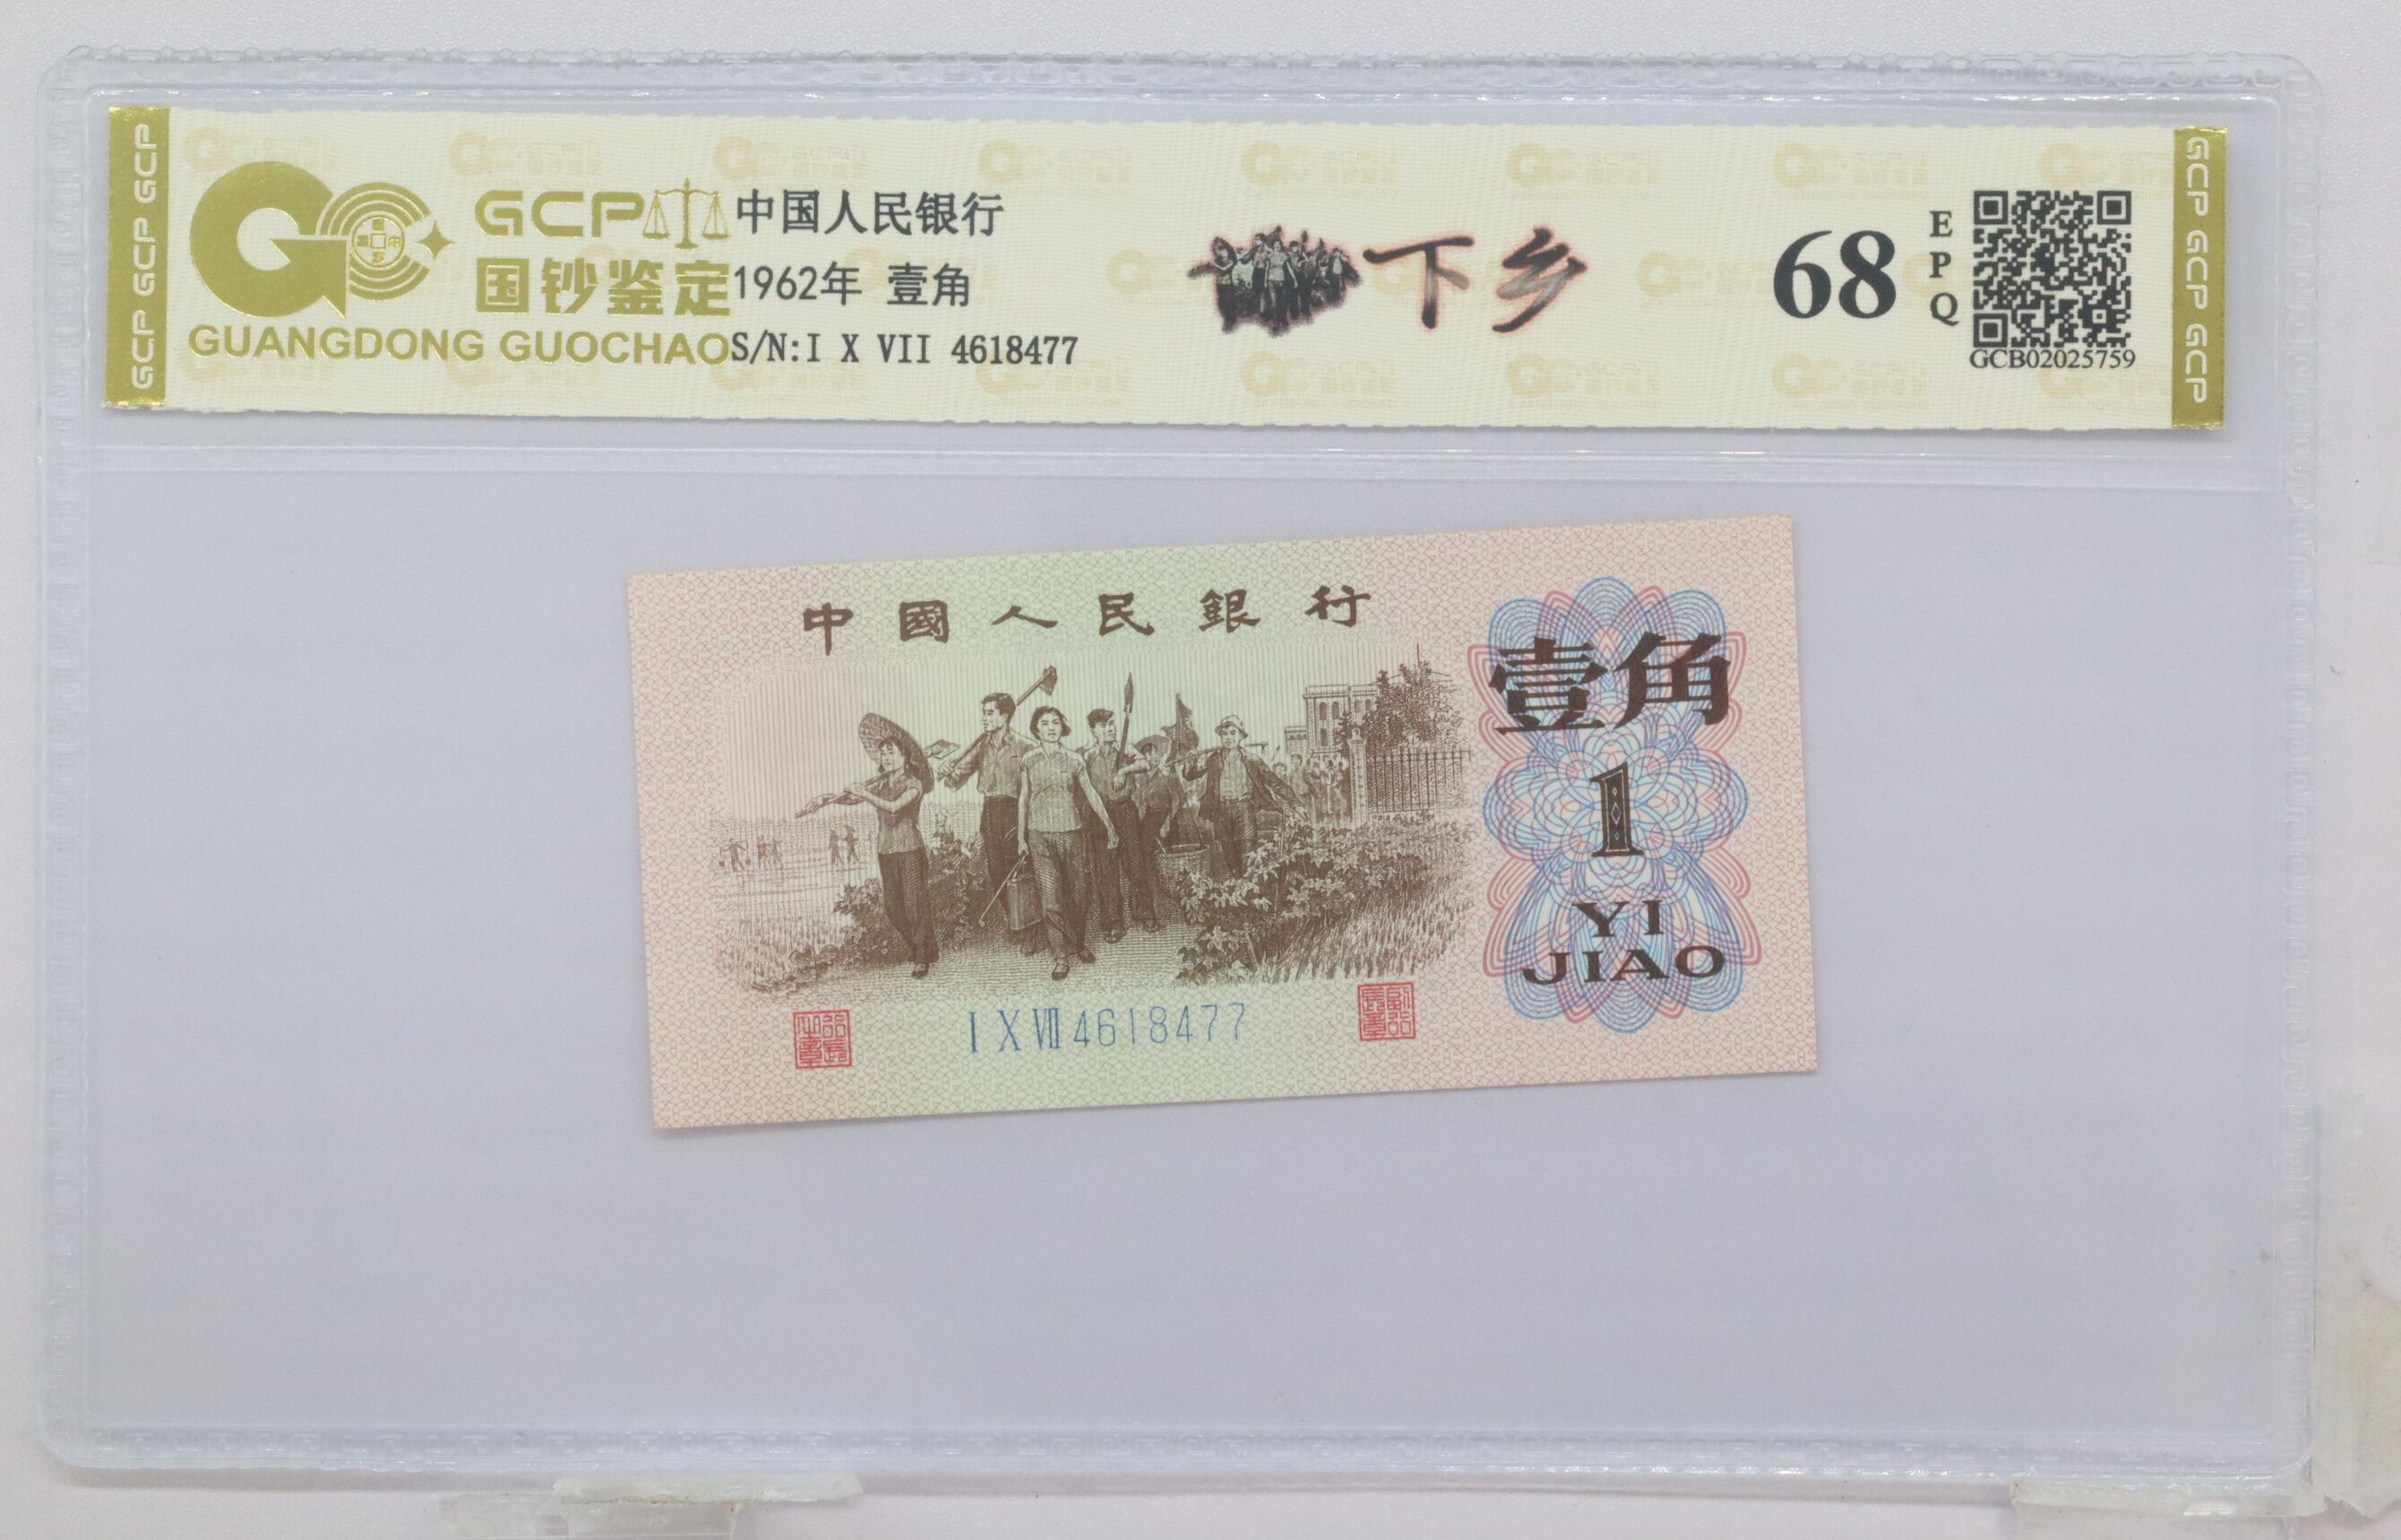 GCP GCP GCP
GCP
国钞鉴定
GUANGDONG GUOCHAO
中国人民银行
1962年 壹角
S/N:I X VII 4618477
下乡
68
EPQ
GCB02025759
GCP GCP GCP
中國人民銀行
壹角
1
YI
JIAO
I X VII 4618477